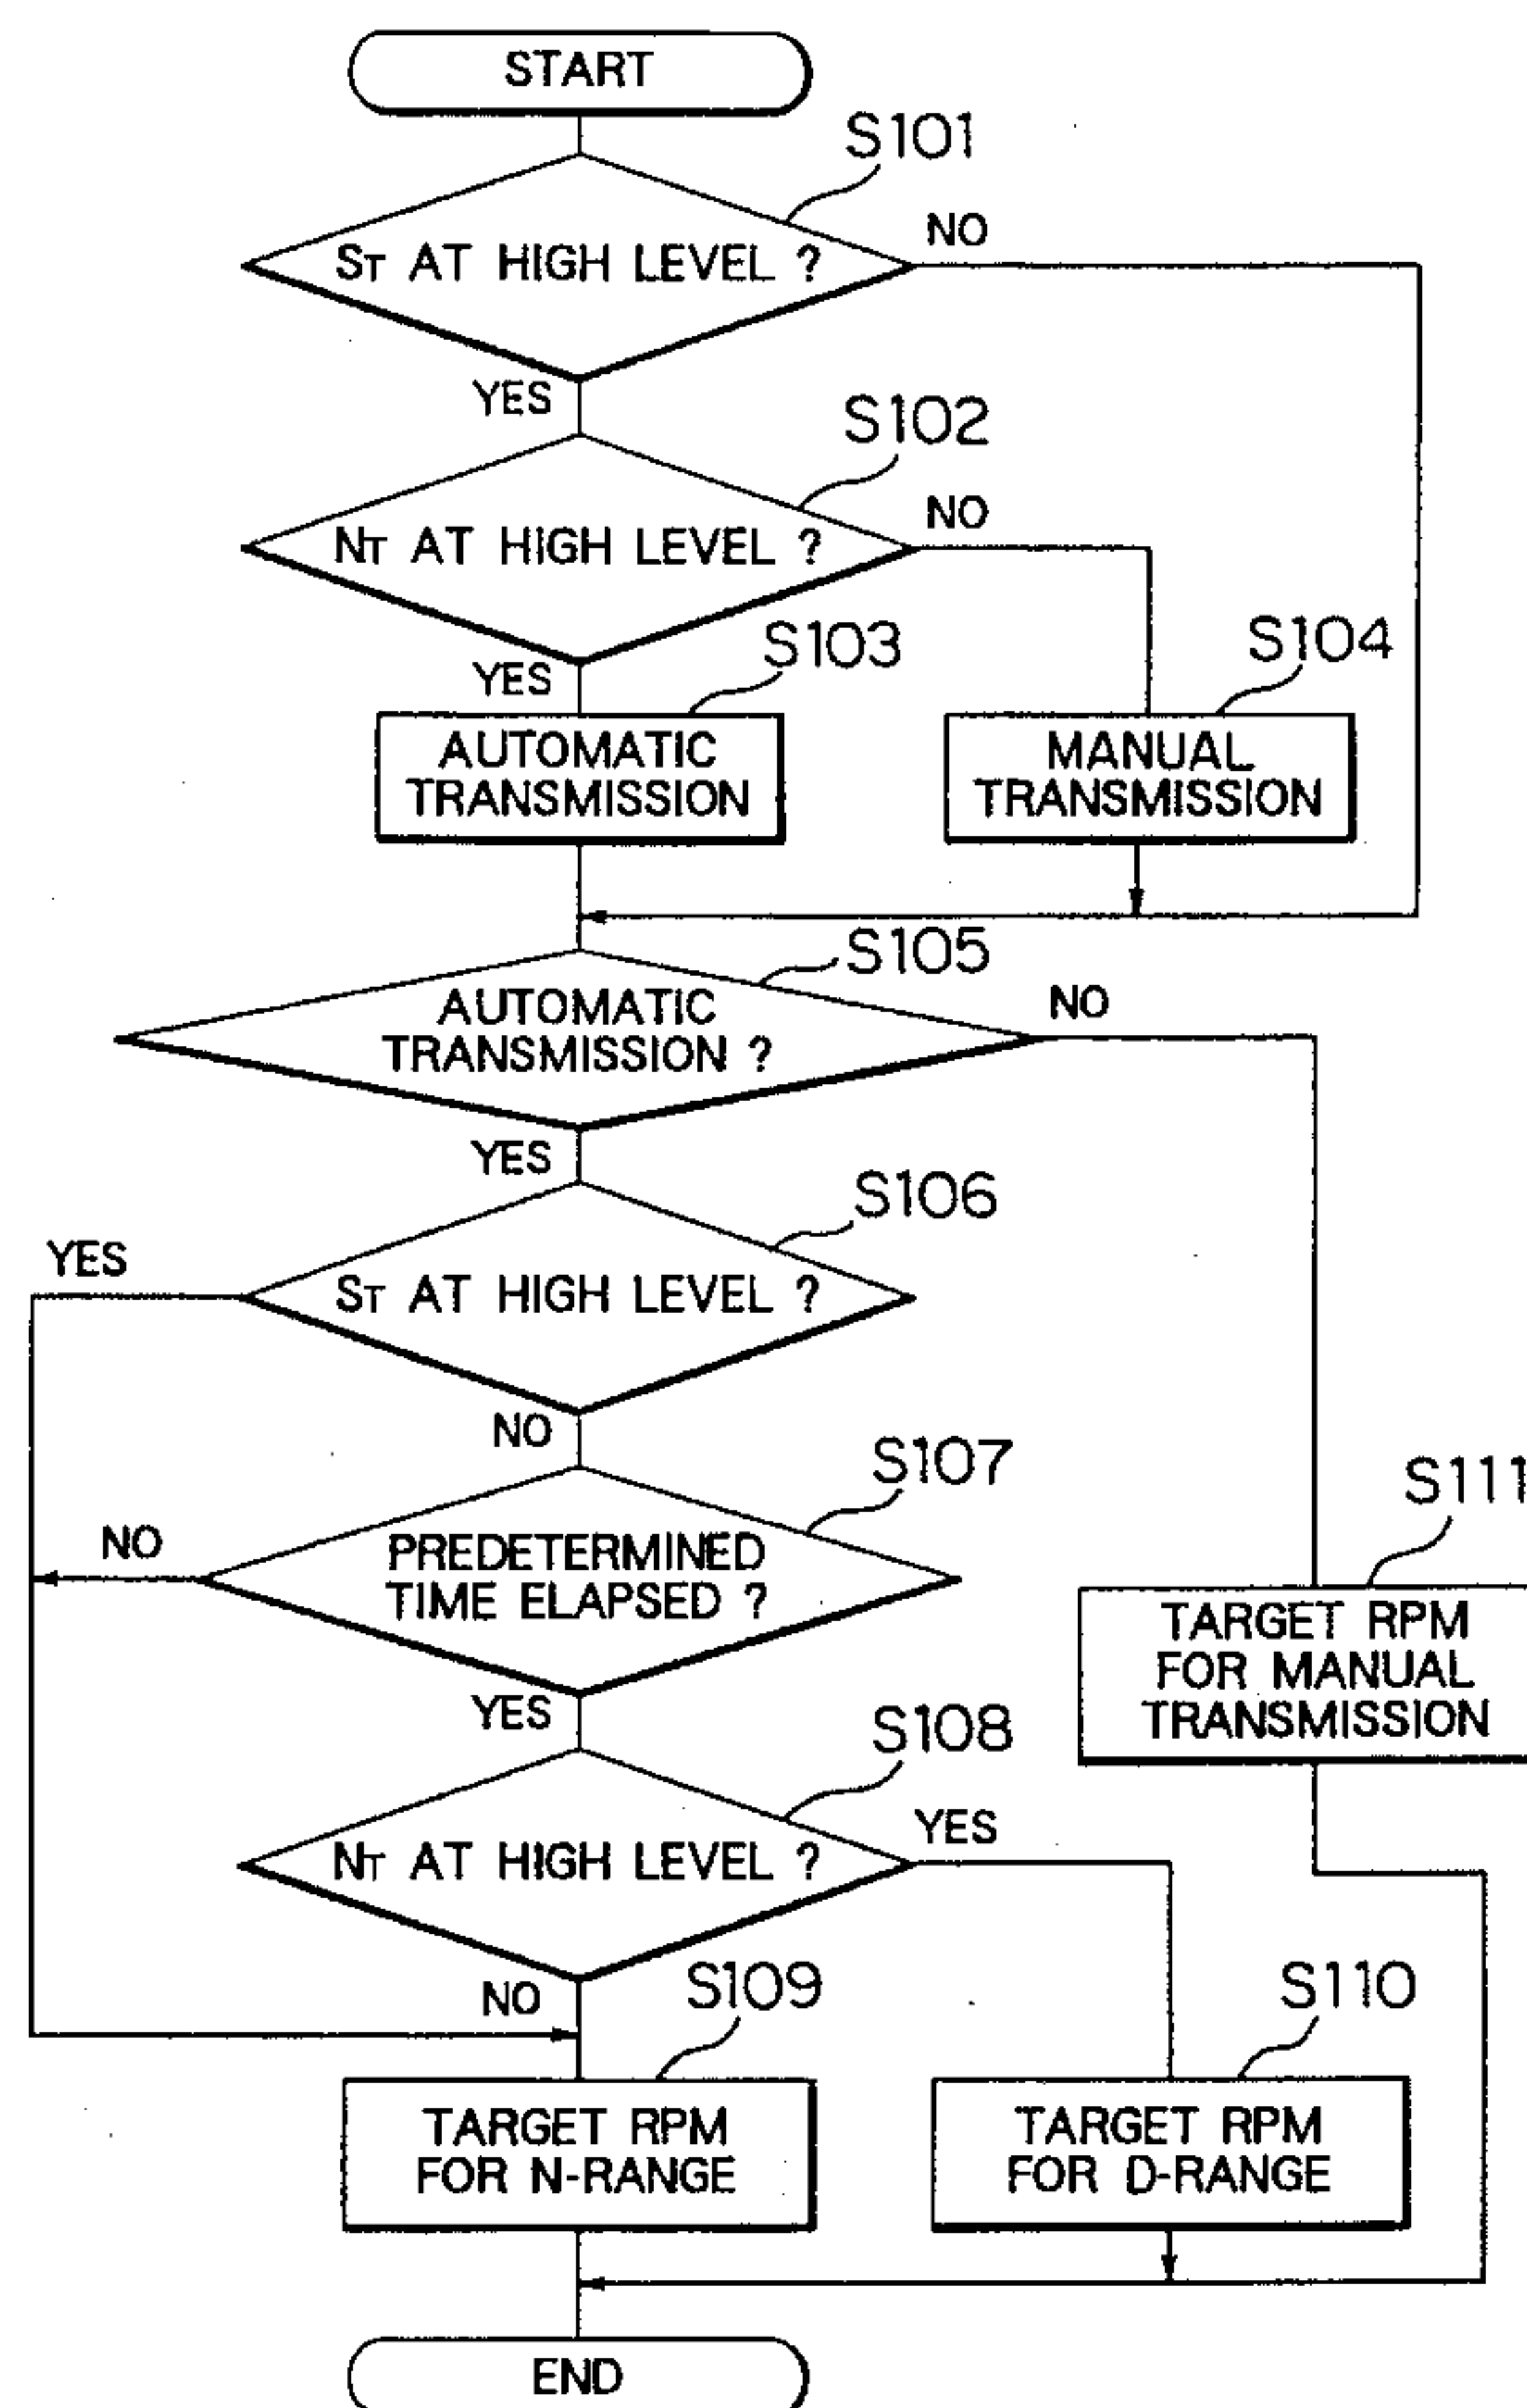 START
S101
ST AT HIGH LEVEL ?
NO
YES
S102
NT AT HIGH LEVEL ?
NO
YES
S103
S104
AUTOMATIC
TRANSMISSION
MANUAL
TRANSMISSION
S105
AUTOMATIC
TRANSMISSION ?
NO
YES
S106
YES
ST AT HIGH LEVEL ?
NO
S107
NO
PREDETERMINED
TIME ELAPSED ?
S111
TARGET RPM
FOR MANUAL
TRANSMISSION
YES
S108
NT AT HIGH LEVEL ?
YES
NO
S109
S110
TARGET RPM
FOR N-RANGE
TARGET RPM
FOR D-RANGE
END